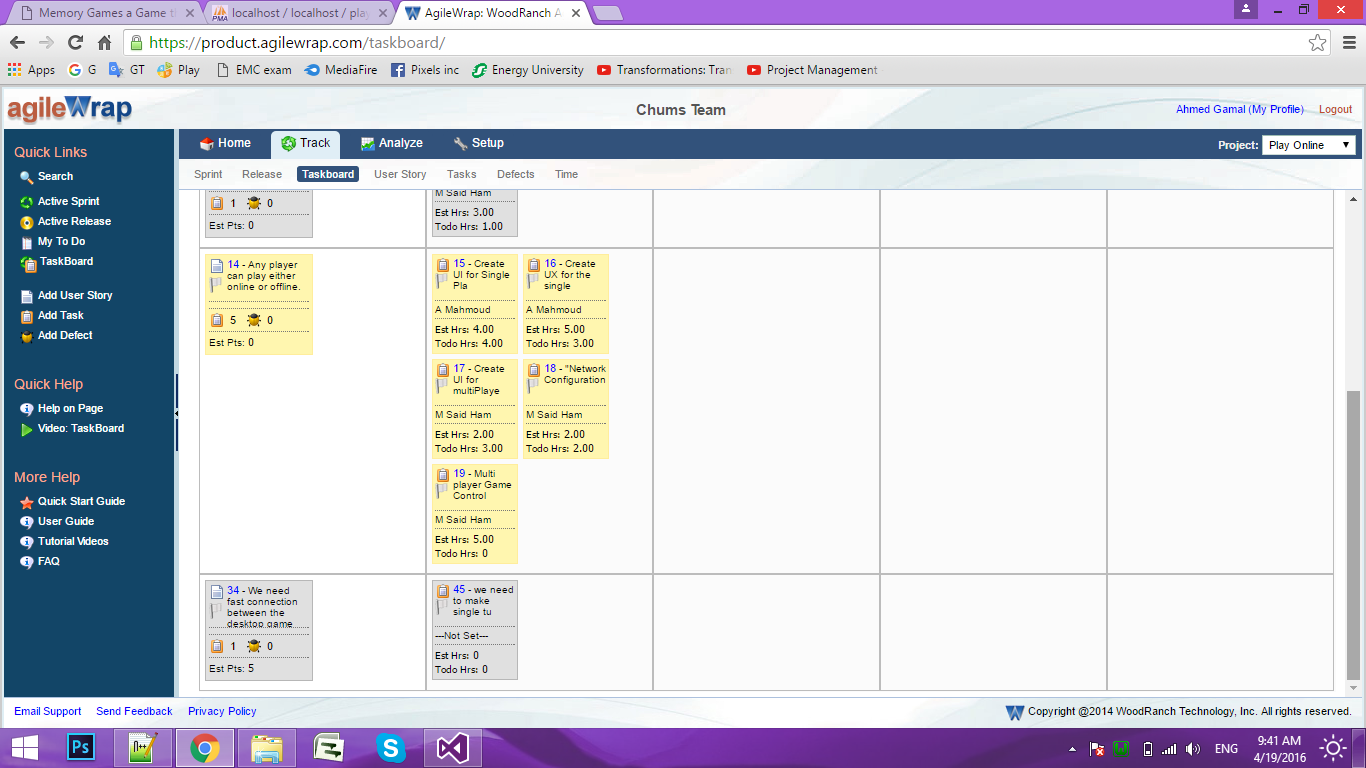 Memory Games a Game th
localhost / localhost / play
AgileWrap: WoodRanch A
https://product.agilewrap.com/taskboard/
Apps G GT Play EMC exam MediaFire Pixels inc Energy University Transformations: Tran Project Management
agileWrap
Chums Team
Ahmed Gamal (My Profile) Logout
Home Track Analyze Setup
Project: Play Online
Sprint Release Taskboard User Story Tasks Defects Time
Quick Links
Search
Active Sprint
Active Release
My To Do
TaskBoard
Add User Story
Add Task
Add Defect
Quick Help
Help on Page
Video: TaskBoard
More Help
Quick Start Guide
User Guide
Tutorial Videos
FAQ
1 0
Est Pts: 0
M Said Ham
Est Hrs: 3.00
Todo Hrs: 1.00
14 - Any player
can play either
online or offline.
5 0
Est Pts: 0
15 - Create
UI for Single
Pla
A Mahmoud
Est Hrs: 4.00
Todo Hrs: 4.00
16 - Create
UX for the
single
A Mahmoud
Est Hrs: 5.00
Todo Hrs: 3.00
17 - Create
UI for
multiPlaye
M Said Ham
Est Hrs: 2.00
Todo Hrs: 3.00
18 - "Network
Configuration
M Said Ham
Est Hrs: 2.00
Todo Hrs: 2.00
19 - Multi
player Game
Control
M Said Ham
Est Hrs: 5.00
Todo Hrs: 0
34 - We need
fast connection
between the
desktop game
1 0
Est Pts: 5
45 - we need
to make
single tu
---Not Set---
Est Hrs: 0
Todo Hrs: 0
Email Support Send Feedback Privacy Policy
Copyright @2014 WoodRanch Technology, Inc. All rights reserved.
Ps
ENG
9:41 AM
4/19/2016